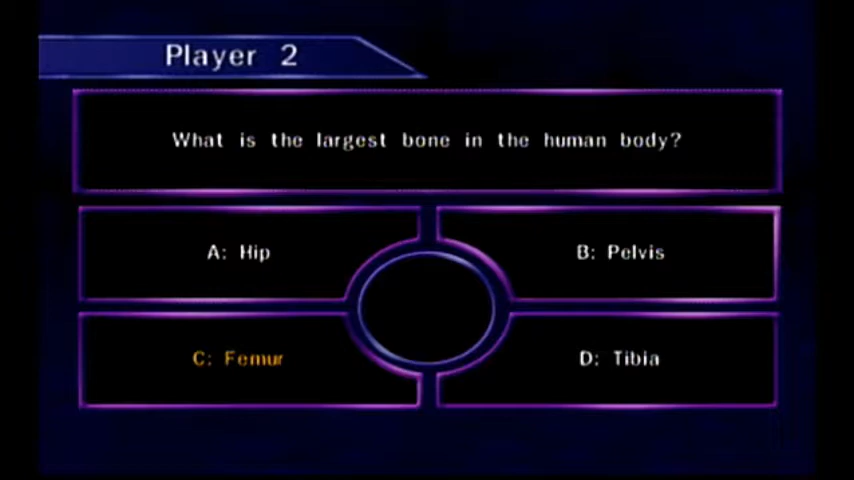 Player 2
What is the largest bone in the human body?
A: Hip
B: Pelvis
C: Femur
D: Tibia